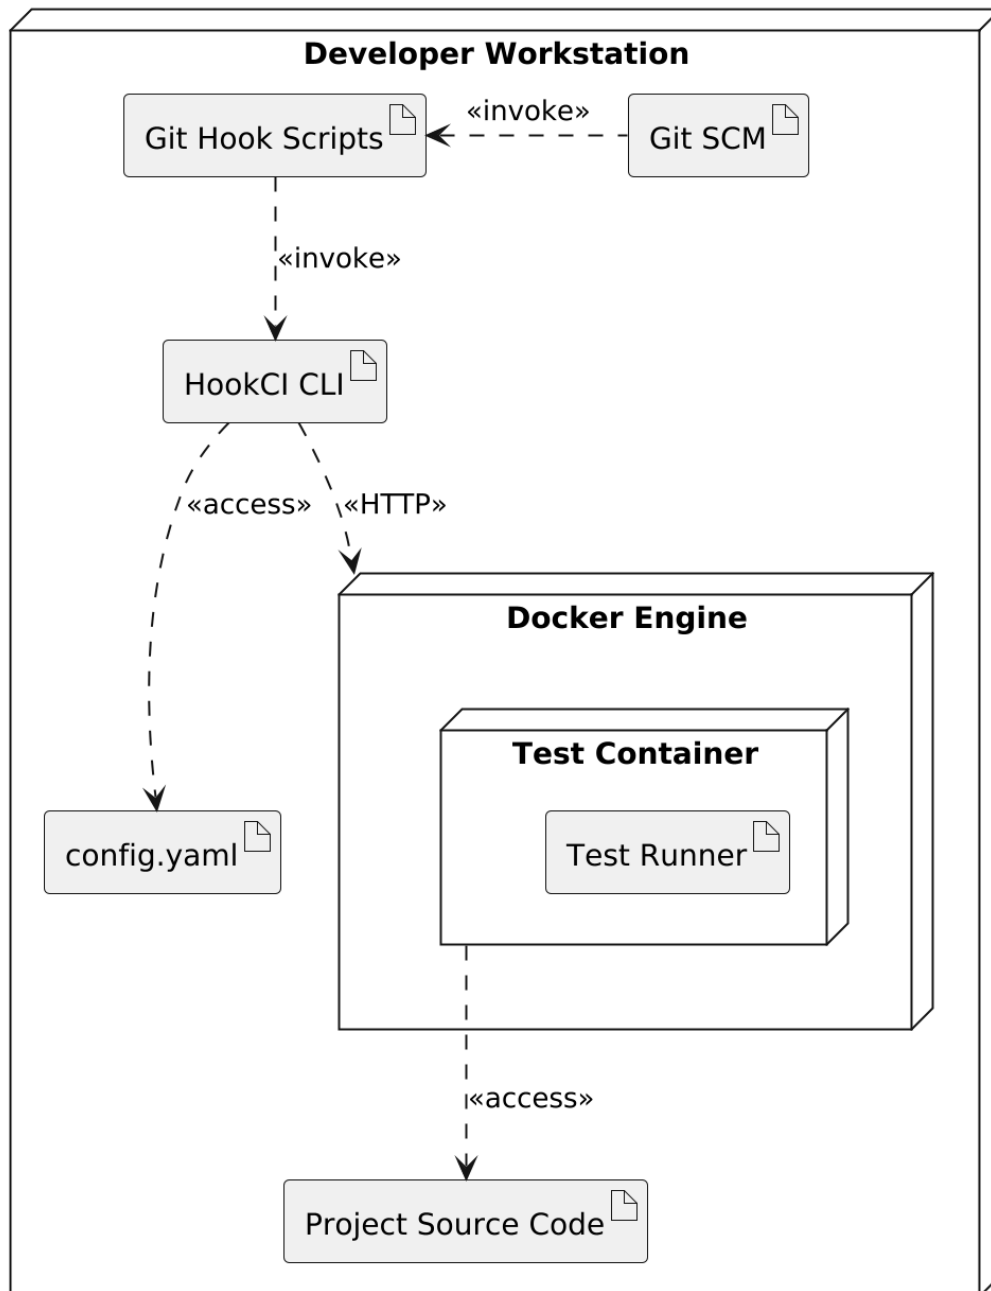 Developer Workstation
Git Hook Scripts
«invoke»
Git SCM
«invoke»
HookCI CLI
«access»
«HTTP»
Docker Engine
Test Container
config.yaml
Test Runner
«access»
Project Source Code